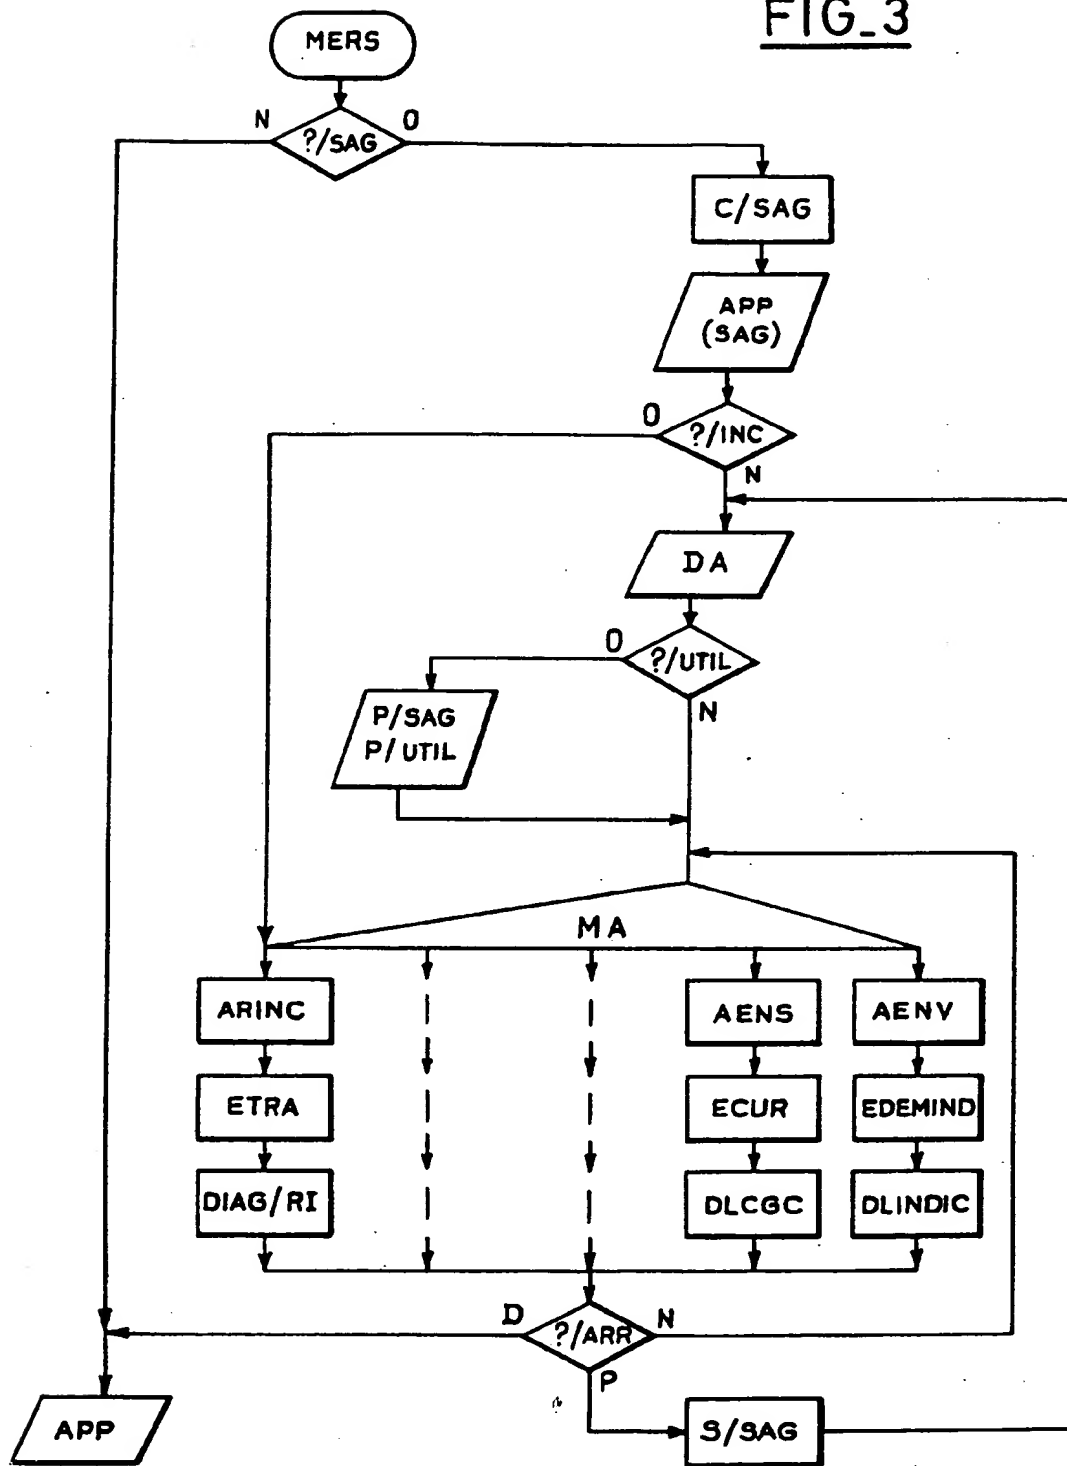 FIG_3
MERS
N
O
?/SAG
C/SAG
APP
(SAG)
O
?/INC
N
DA
O
?/UTIL
N
P/SAG
P/UTIL
MA
ARINC
AENS
AENV
ETRA
ECUR
EDEMIND
DIAG/RI
DLCGC
DLINDIC
D
?/ARR
N
P
APP
S/SAG